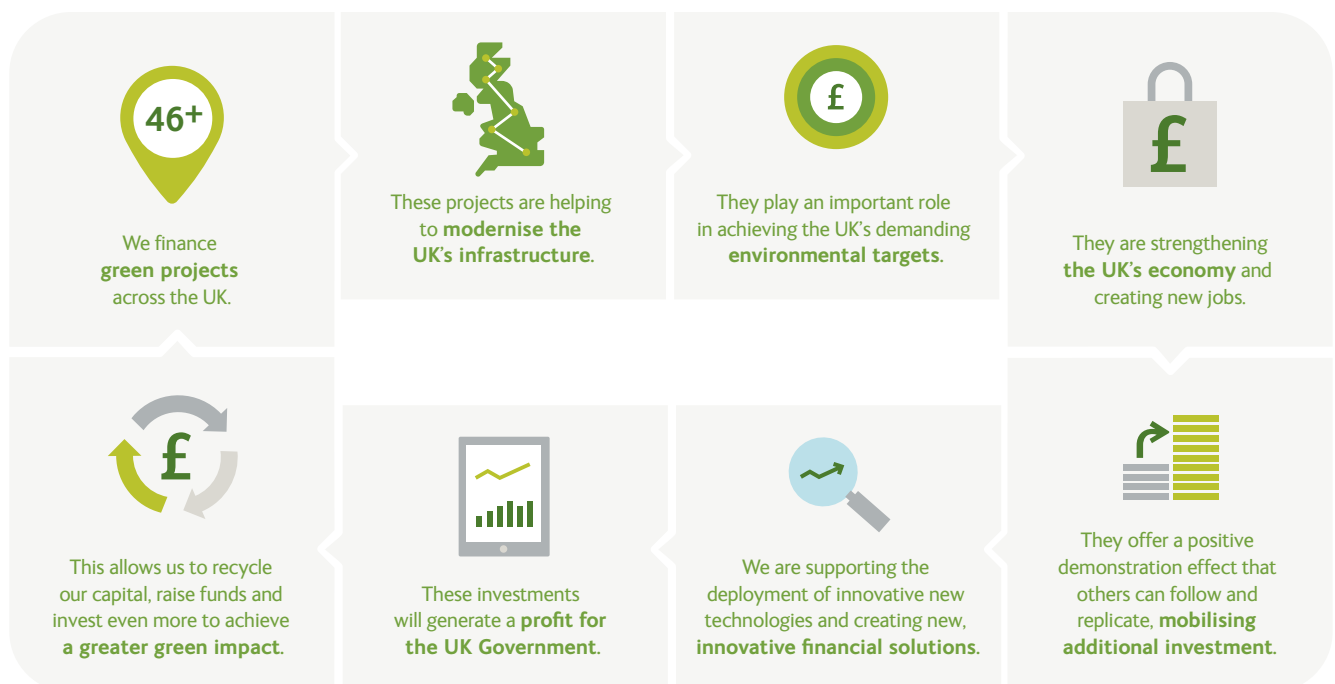 46+
We finance
green projects
across the UK.
These projects are helping
to modernise the
UK's infrastructure.
£
They play an important role
in achieving the UK's demanding
environmental targets.
£
They are strengthening
the UK's economy and
creating new jobs.
They offer a positive
demonstration effect that
others can follow and
replicate, mobilising
additional investment.
We are supporting the
deployment of innovative new
technologies and creating new,
innovative financial solutions.
These investments
will generate a profit for
the UK Government.
£
This allows us to recycle
our capital, raise funds and
invest even more to achieve
a greater green impact.